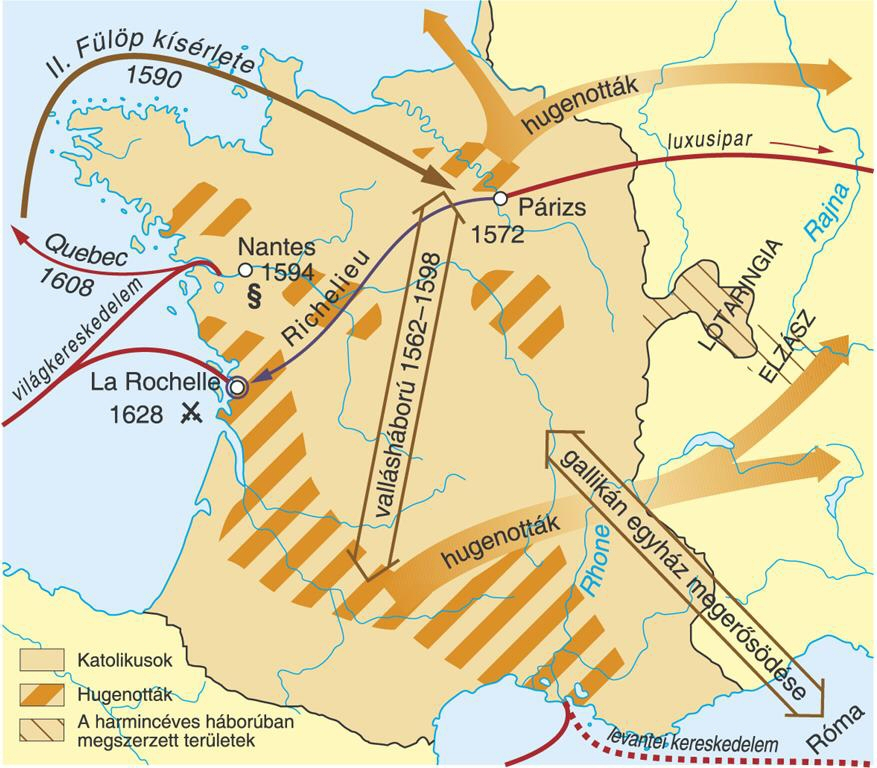 II. Fülöp kísérlete
1590
hugenották
luxusipar
Rajna
Párizs
1572
Quebec
1608
Nantes
1594
§
Richelieu
világkereskedelem
vallásháború 1562–1598
LOTARINGIA
ELZÁSZ
La Rochelle
1628
gallikán egyház megerősödése
hugenották
Rhone
Róma
levantei kereskedelem
Katolikusok
Hugenották
A harmincéves háborúban
megszerzett területek